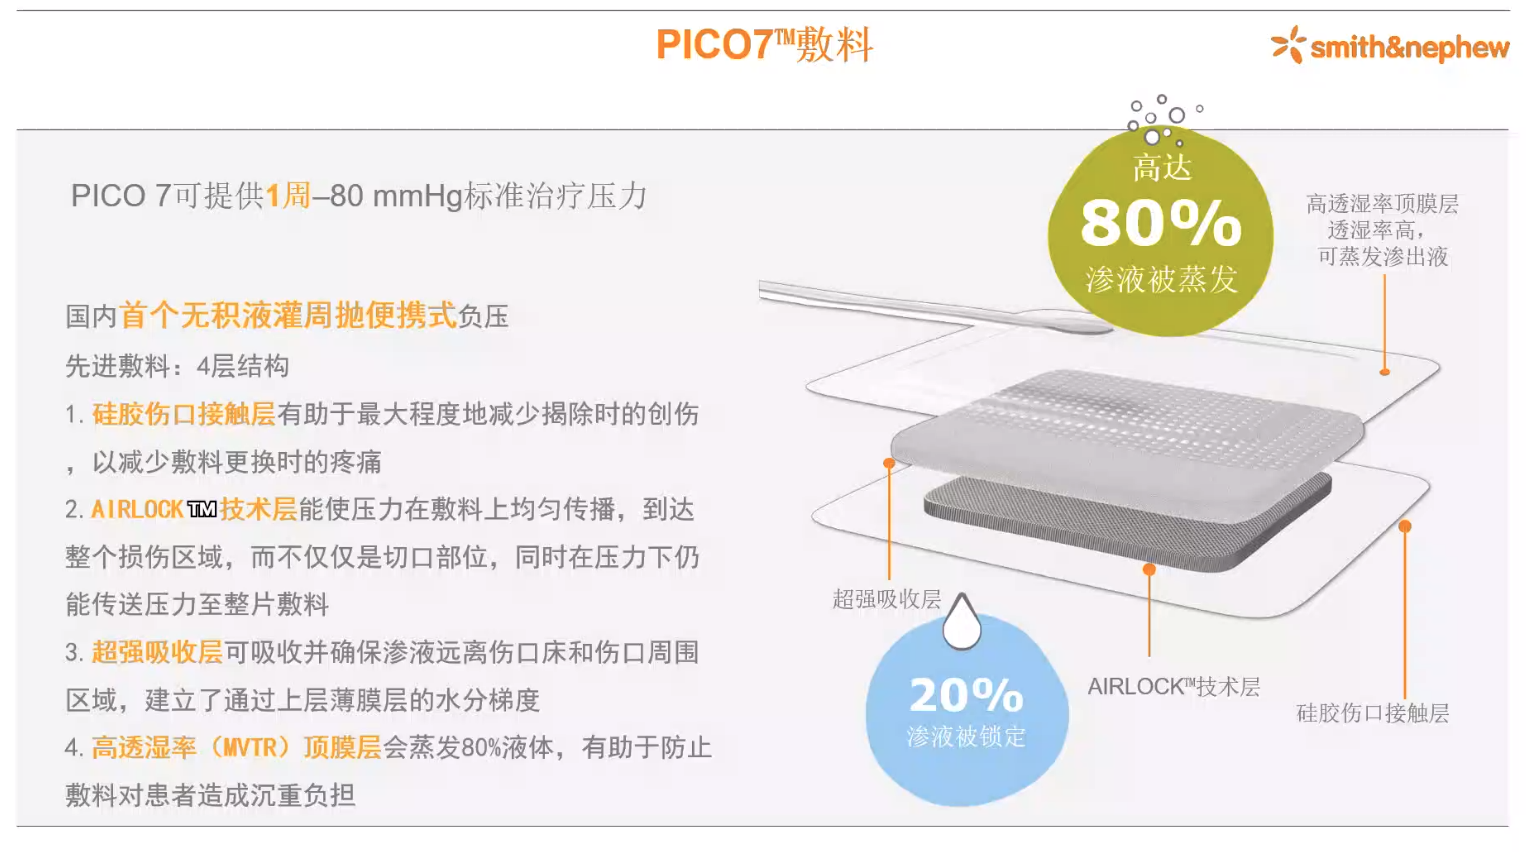 PICO7™敷料
smith&nephew
PICO 7可提供1周–80 mmHg标准治疗压力
国内首个无积液灌周抛便携式负压
先进敷料：4层结构
1. 硅胶伤口接触层有助于最大程度地减少揭除时的创伤
，以减少敷料更换时的疼痛
2. AIRLOCK™技术层能使压力在敷料上均匀传播，到达
整个损伤区域，而不仅仅是切口部位，同时在压力下仍
能传送压力至整片敷料
3. 超强吸收层可吸收并确保渗液远离伤口床和伤口周围
区域，建立了通过上层薄膜层的水分梯度
4. 高透湿率（MVTR）顶膜层会蒸发80%液体，有助于防止
敷料对患者造成沉重负担
高达
80%
渗液被蒸发
高透湿率顶膜层
透湿率高，
可蒸发渗出液
超强吸收层
20%
渗液被锁定
AIRLOCK™技术层
硅胶伤口接触层